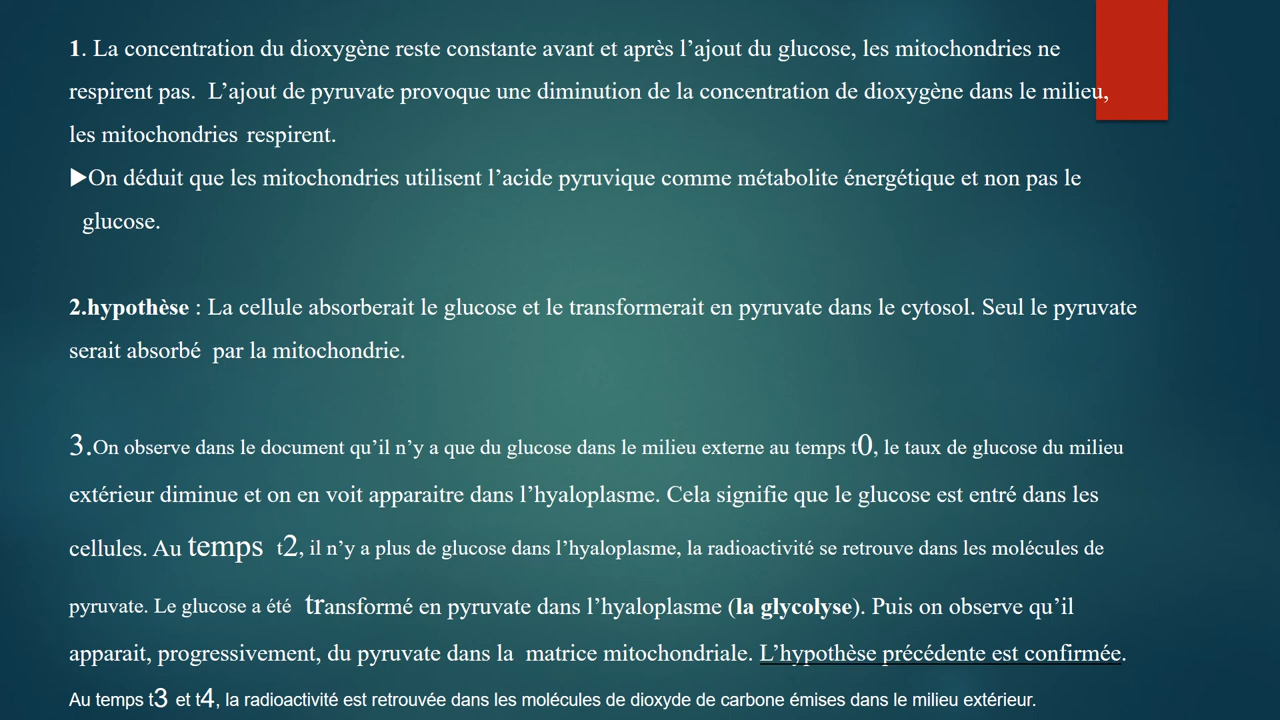 1. La concentration du dioxygène reste constante avant et après l’ajout du glucose, les mitochondries ne
respirent pas. L’ajout de pyruvate provoque une diminution de la concentration de dioxygène dans le milieu,
les mitochondries respirent.
▶On déduit que les mitochondries utilisent l’acide pyruvique comme métabolite énergétique et non pas le
glucose.
2.hypothèse : La cellule absorberait le glucose et le transformerait en pyruvate dans le cytosol. Seul le pyruvate
serait absorbé par la mitochondrie.
3.On observe dans le document qu’il n’y a que du glucose dans le milieu externe au temps t0, le taux de glucose du milieu
extérieur diminue et on en voit apparaitre dans l’hyaloplasme. Cela signifie que le glucose est entré dans les
cellules. Au temps t2, il n’y a plus de glucose dans l’hyaloplasme, la radioactivité se retrouve dans les molécules de
pyruvate. Le glucose a été transformé en pyruvate dans l’hyaloplasme (la glycolyse). Puis on observe qu’il
apparait, progressivement, du pyruvate dans la matrice mitochondriale. L’hypothèse précédente est confirmée.
Au temps t3 et t4, la radioactivité est retrouvée dans les molécules de dioxyde de carbone émises dans le milieu extérieur.